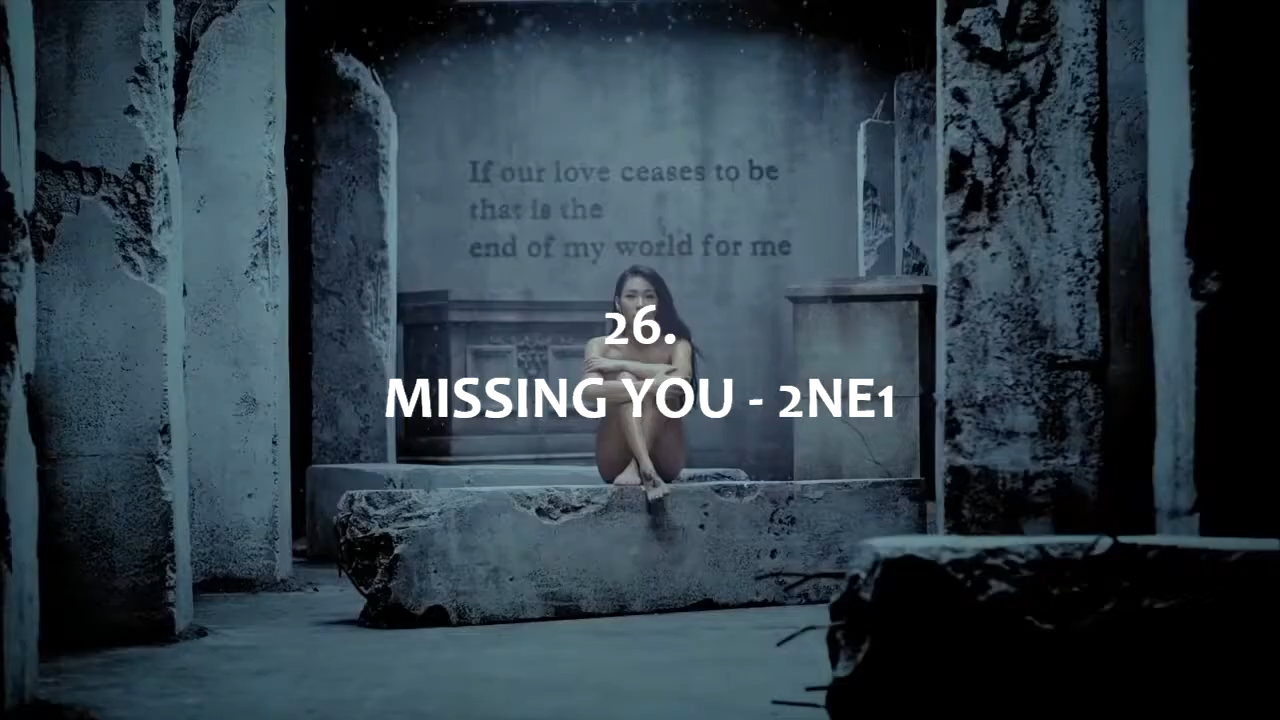 If our love ceases to be
that is the
end of my world for me
26.
MISSING YOU - 2NE1